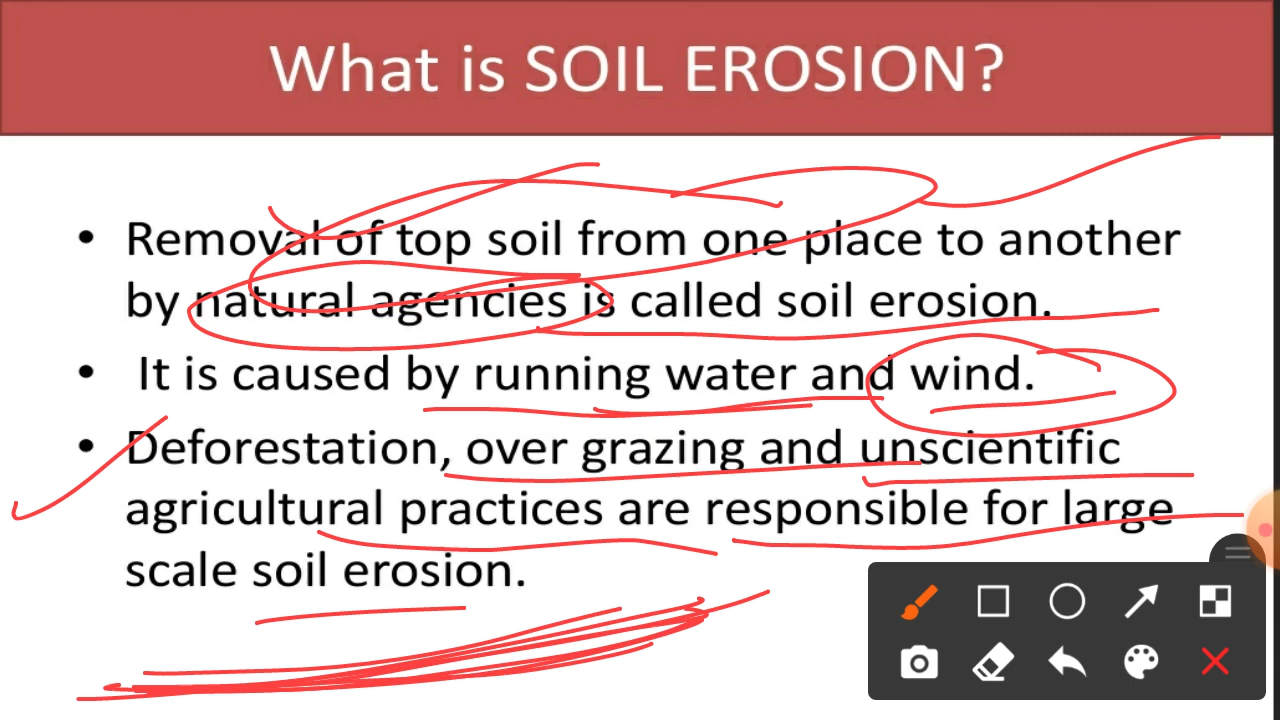 What is SOIL EROSION?
• Removal of top soil from one place to another
by natural agencies is called soil erosion.
• It is caused by running water and wind.
• Deforestation, over grazing and unscientific
agricultural practices are responsible for large
scale soil erosion.